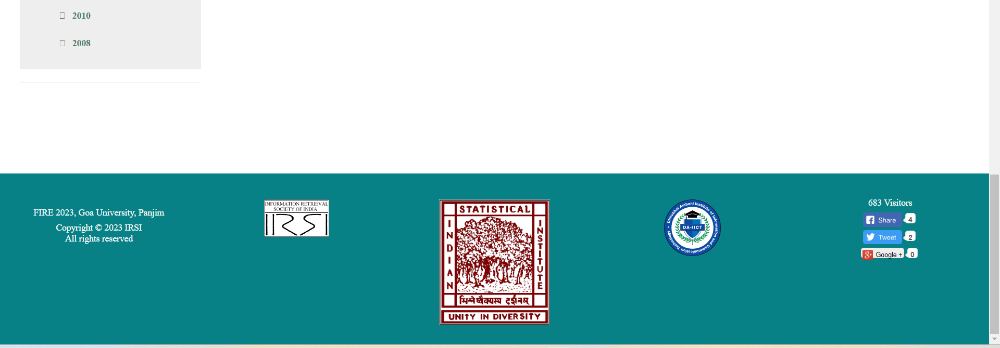 2010
2008
FIRE 2023, Goa University, Panjim
Copyright © 2023 IRSI
All rights reserved
INFORMATION RETRIEVAL
SOCIETY OF INDIA
IRSI
STATISTICAL
INDIAN
INSTITUTE
भिन्नेष्वैक्यस्य दर्शनम्
UNITY IN DIVERSITY
Dhirubhai Ambani Institute of Information and Communication Technology
DA-IICT
683 Visitors
Share 4
Tweet 2
g+ Google + 0